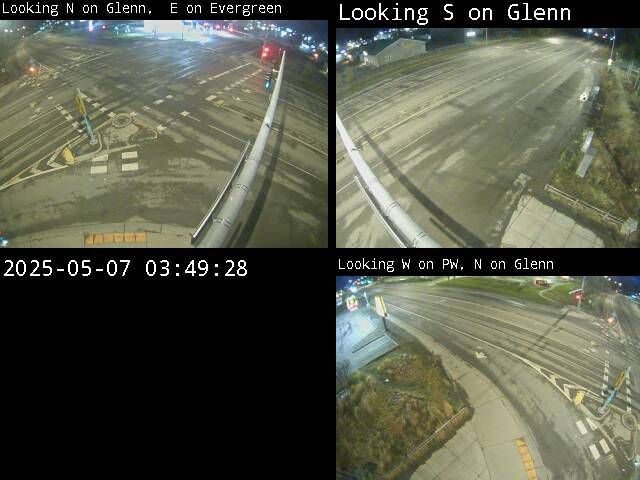 Looking N on Glenn,  E on Evergreen
Looking S on Glenn
2025-05-07 03:49:28
Looking W on PW, N on Glenn